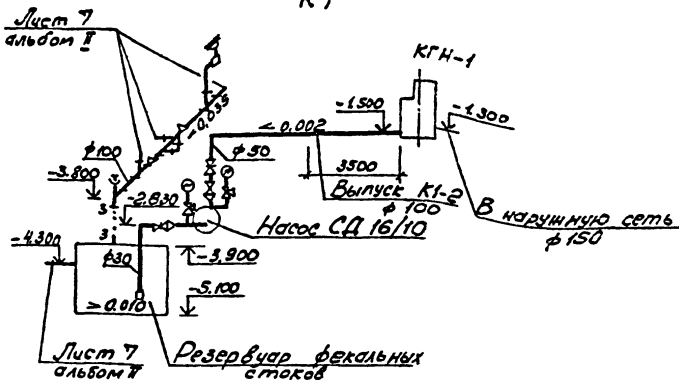 К1
Лист 7
альбом II
КГН-1
-1.500
-1.300
0,035
0.002
ф100
ф50
3500
-3.800
Выпуск К1-2
ф100
-2.830
3
3
Насос СД 16/10
В наружную сеть
ф150
-4.300
ф30
-3.900
-5.100
0.010
Лист 7
альбом II
Резервуар фекальных
стоков